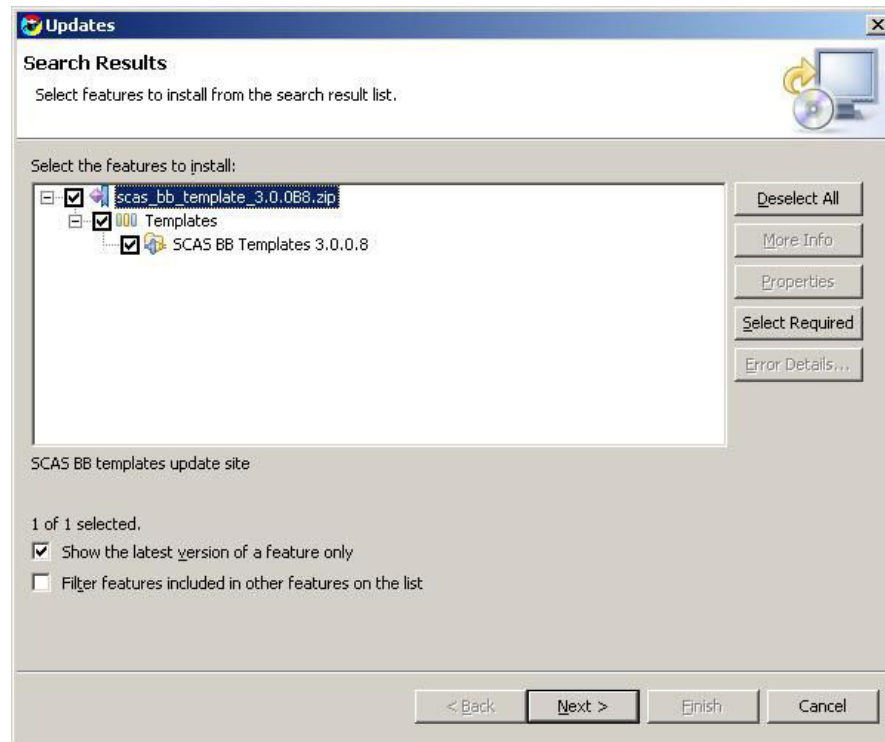 Updates
Search Results
Select features to install from the search result list.
Select the features to install:
scas_bb_template_3.0.0B8.zip
Templates
SCAS BB Templates 3.0.0.8
Deselect All
More Info
Properties
Select Required
Error Details...
SCAS BB templates update site
1 of 1 selected.
Show the latest version of a feature only
Filter features included in other features on the list
< Back
Next >
Finish
Cancel